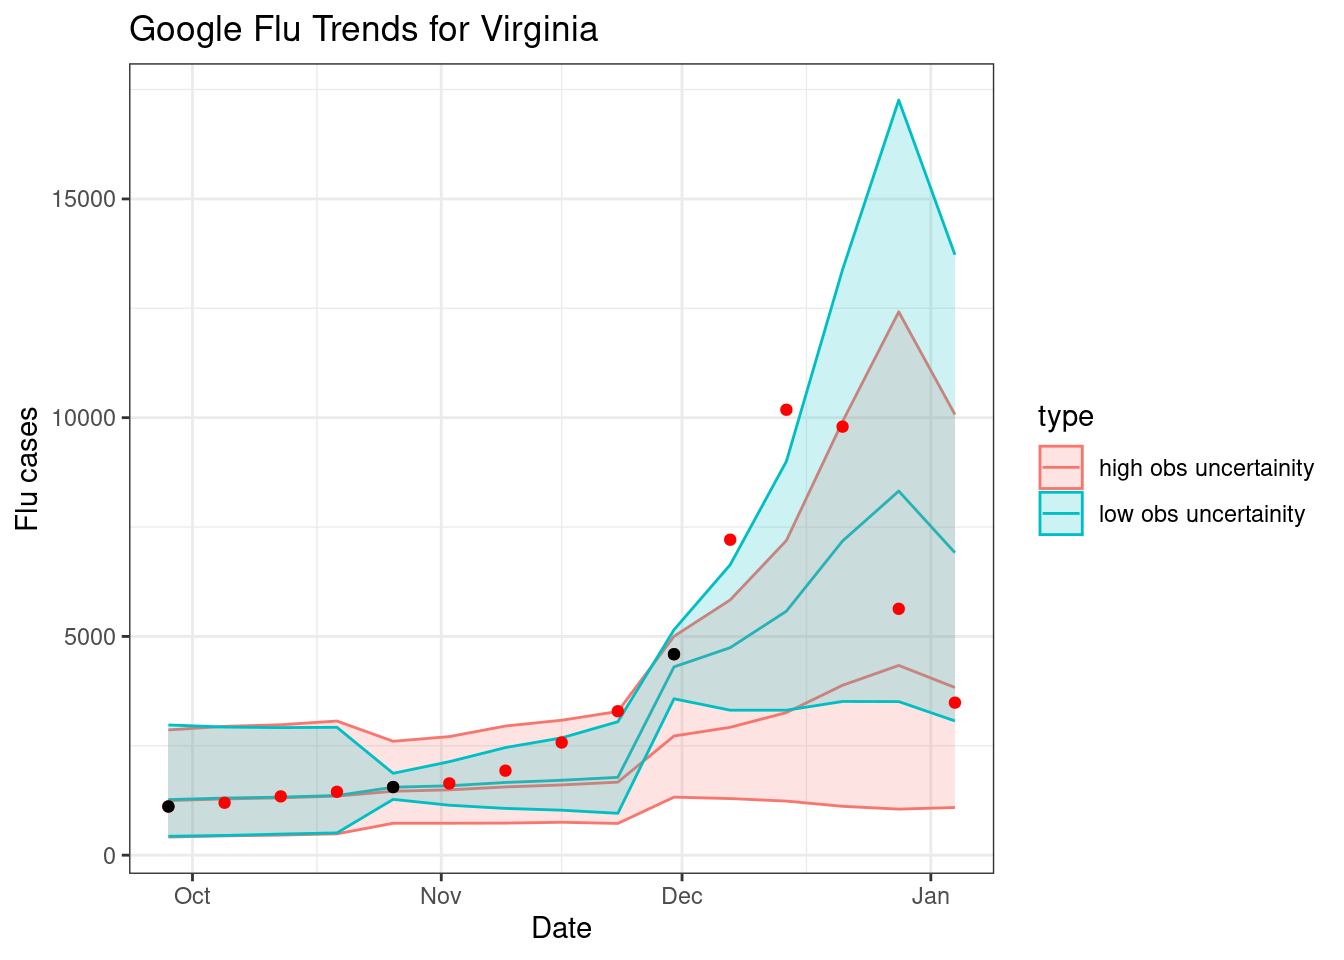 Google Flu Trends for Virginia
15000
10000
5000
0
Flu cases
Oct Nov Dec Jan
Date
type
high obs uncertainity
low obs uncertainity